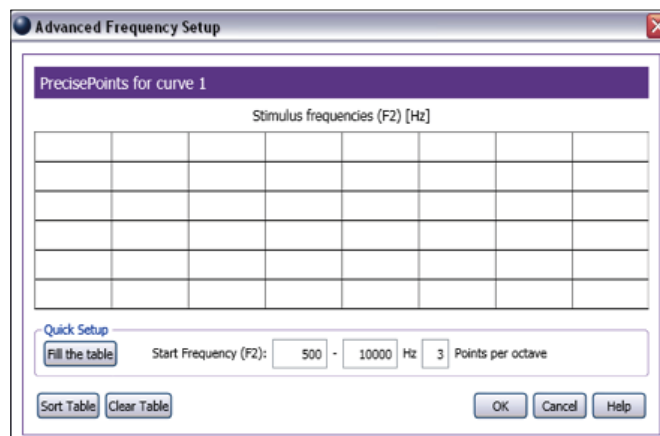 Advanced Frequency Setup
PrecisePoints for curve 1
Stimulus frequencies (F2) [Hz]
Quick Setup
Fill the table Start Frequency (F2): 500 - 10000 Hz 3 Points per octave
Sort Table Clear Table OK Cancel Help